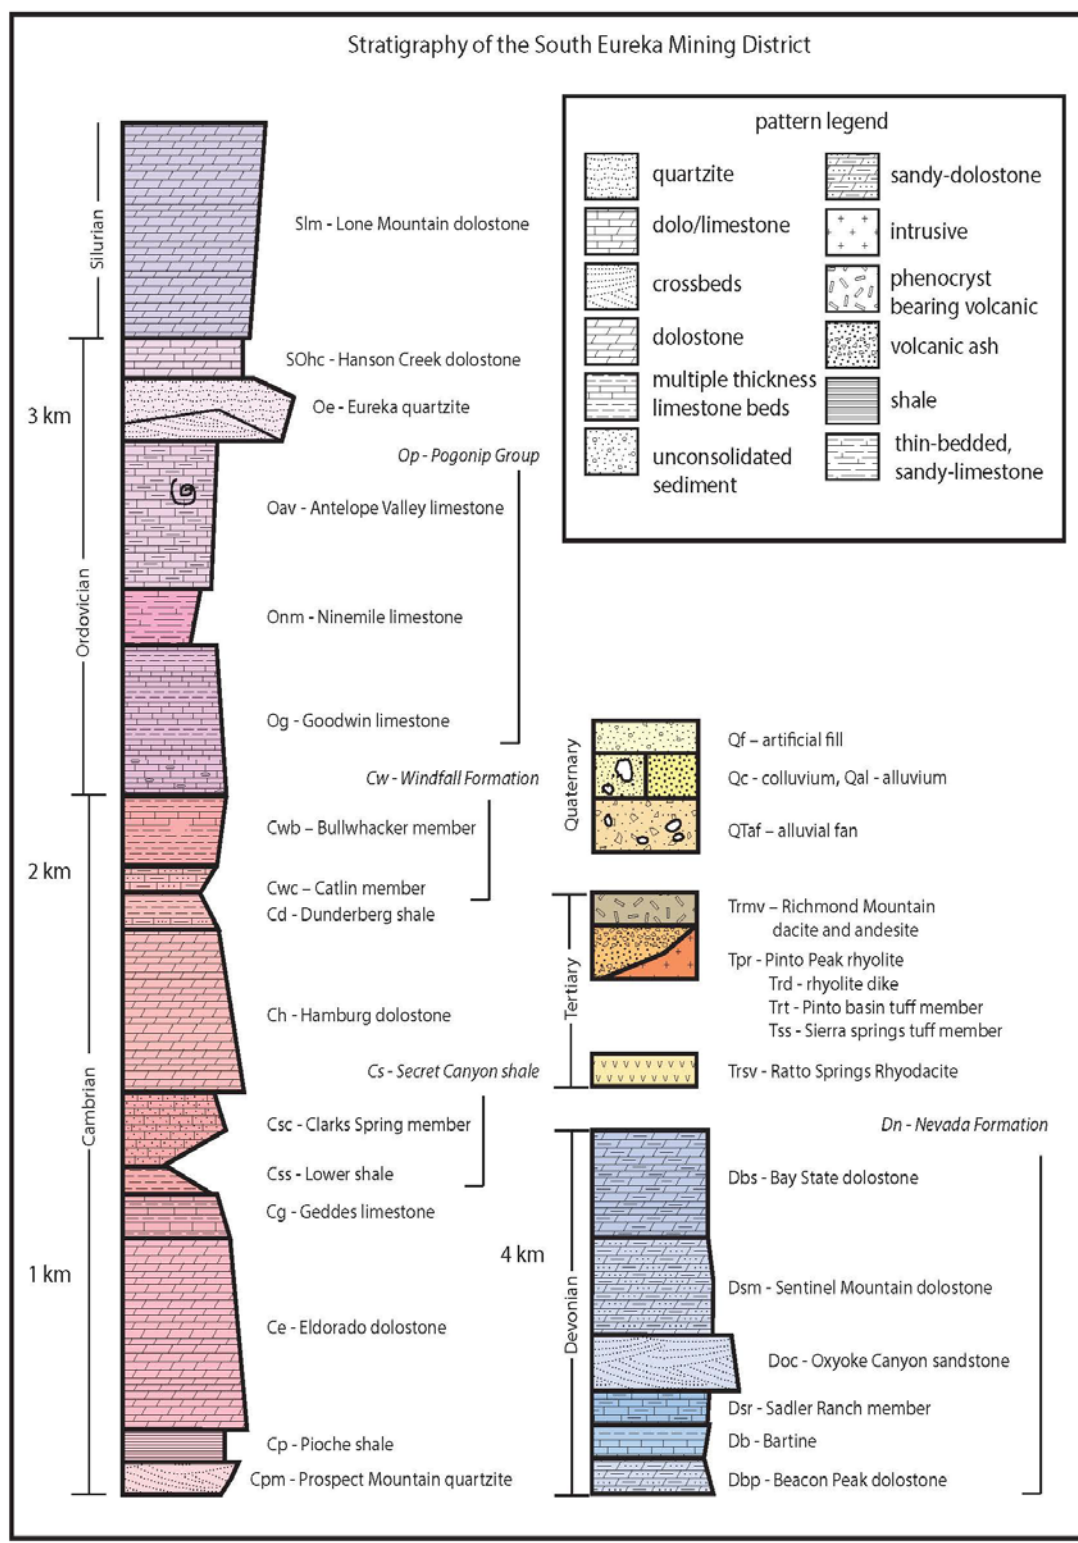 Stratigraphy of the South Eureka Mining District
pattern legend
quartzite
dolo/limestone
crossbeds
dolostone
multiple thickness
limestone beds
unconsolidated
sediment
sandy-dolostone
intrusive
phenocryst
bearing volcanic
volcanic ash
shale
thin-bedded,
sandy-limestone
Silurian
Ordovician
Cambrian
3 km
2 km
1 km
Slm - Lone Mountain dolostone
SOhc - Hanson Creek dolostone
Oe - Eureka quartzite
Op - Pogonip Group
Oav - Antelope Valley limestone
Onm - Ninemile limestone
Og - Goodwin limestone
Cw - Windfall Formation
Cwb – Bullwhacker member
Cwc – Catlin member
Cd - Dunderberg shale
Ch - Hamburg dolostone
Cs - Secret Canyon shale
Csc - Clarks Spring member
Css - Lower shale
Cg - Geddes limestone
Ce - Eldorado dolostone
Cp - Pioche shale
Cpm - Prospect Mountain quartzite
Quaternary
Qf – artificial fill
Qc - colluvium, Qal - alluvium
QTaf – alluvial fan
Tertiary
Trmv – Richmond Mountain
dacite and andesite
Tpr - Pinto Peak rhyolite
Trd - rhyolite dike
Trt - Pinto basin tuff member
Tss - Sierra springs tuff member
Trsv - Ratto Springs Rhyodacite
Dn - Nevada Formation
4 km
Devonian
Dbs - Bay State dolostone
Dsm - Sentinel Mountain dolostone
Doc - Oxyoke Canyon sandstone
Dsr - Sadler Ranch member
Db - Bartine
Dbp - Beacon Peak dolostone